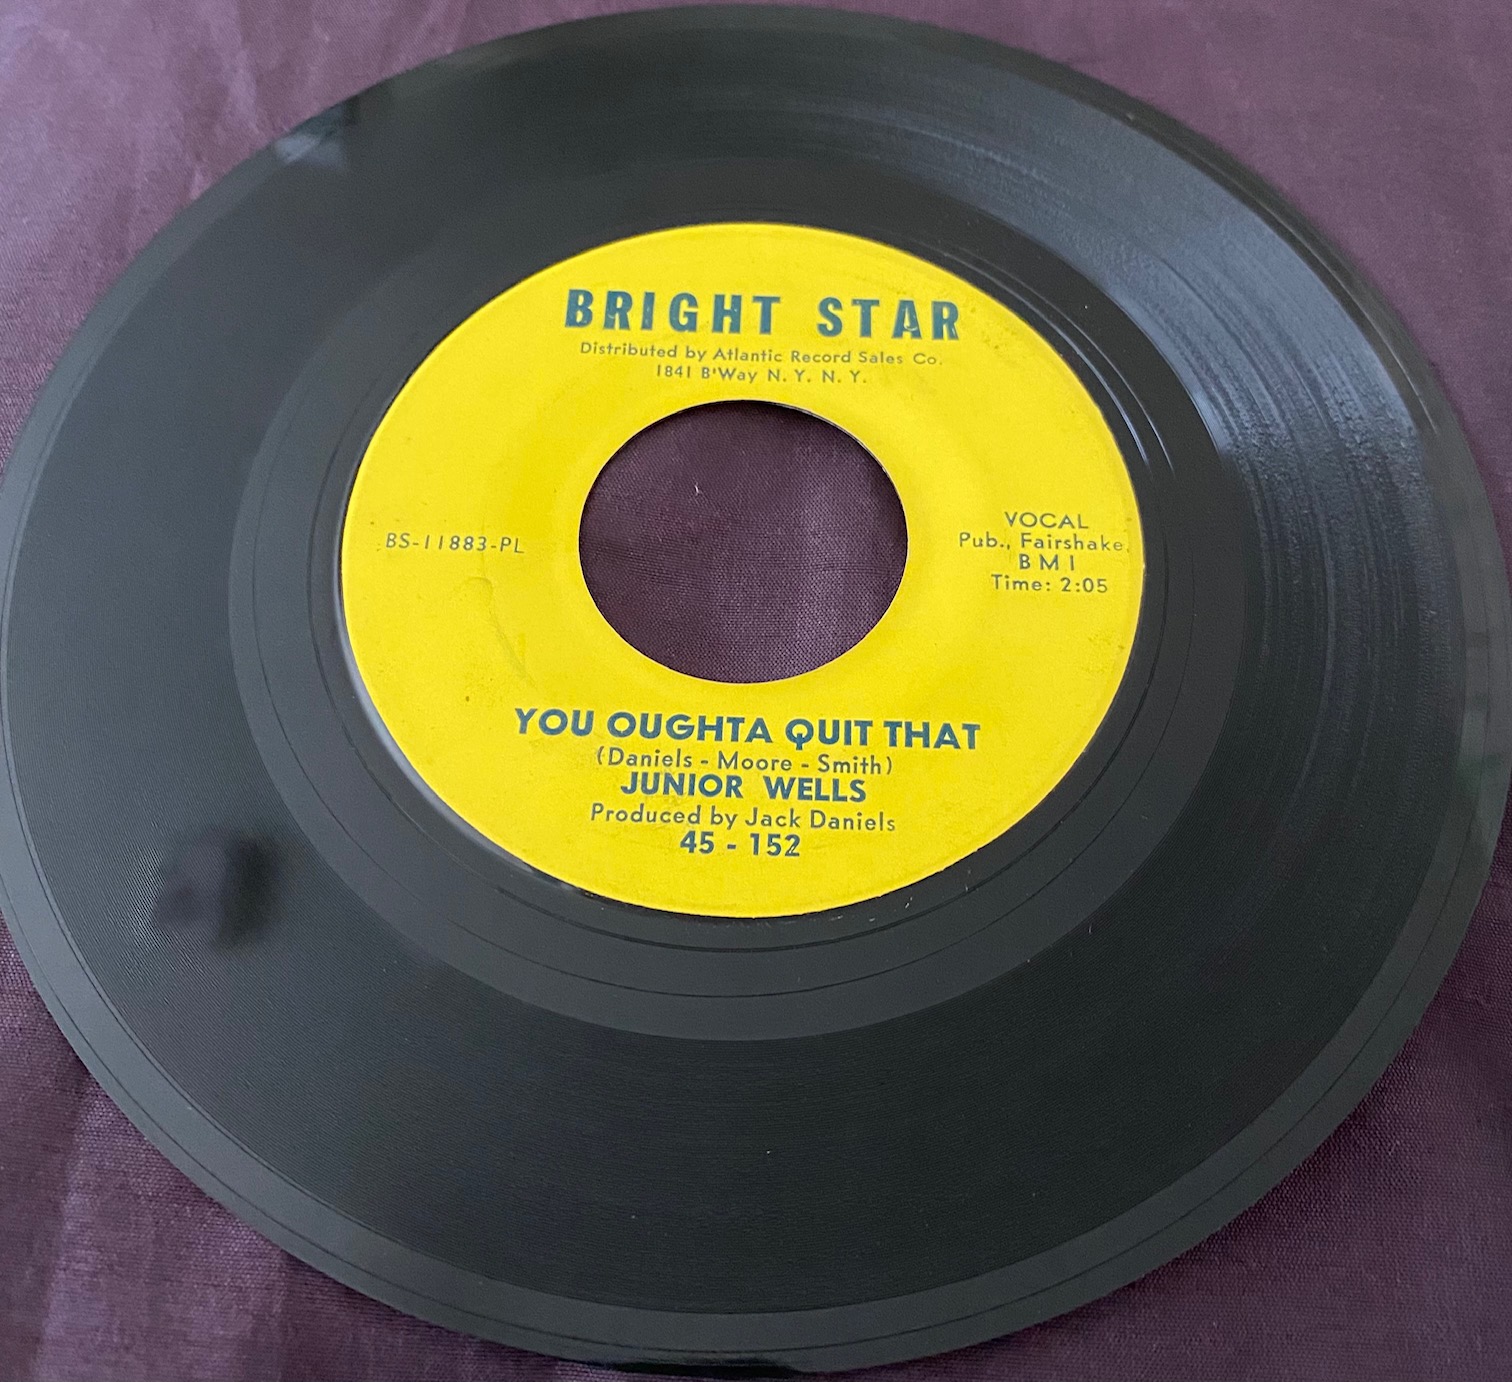 BRIGHT STAR
Distributed by Atlantic Record Sales Co.
1841 B'Way N. Y. N. Y.
BS-11883-PL
VOCAL
Pub., Fairshake
B M I
Time: 2:05
YOU OUGHTA QUIT THAT
(Daniels - Moore - Smith)
JUNIOR WELLS
Produced by Jack Daniels
45 - 152